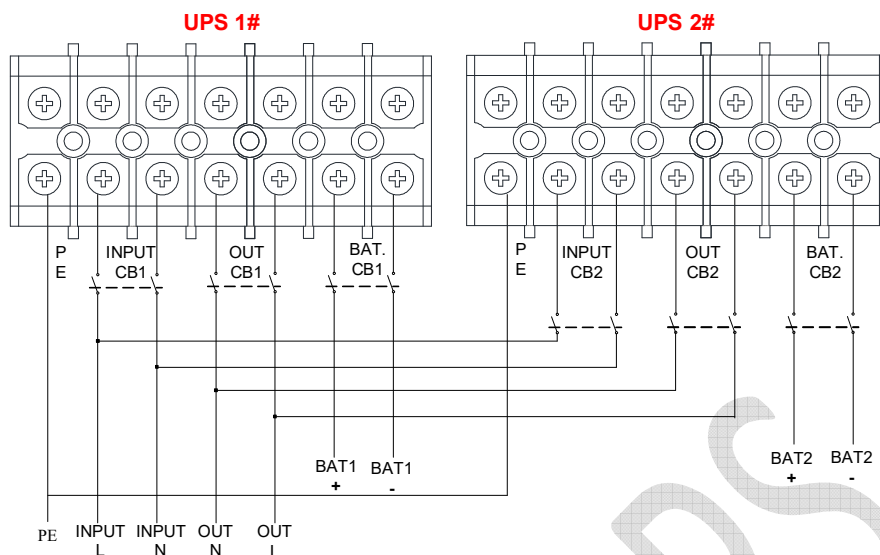 UPS 1#
UPS 2#
P
E
INPUT
CB1
OUT
CB1
BAT.
CB1
P
E
INPUT
CB2
OUT
CB2
BAT.
CB2
BAT1
+
BAT1
-
BAT2
+
BAT2
-
PE
INPUT
L
INPUT
N
OUT
N
OUT
L